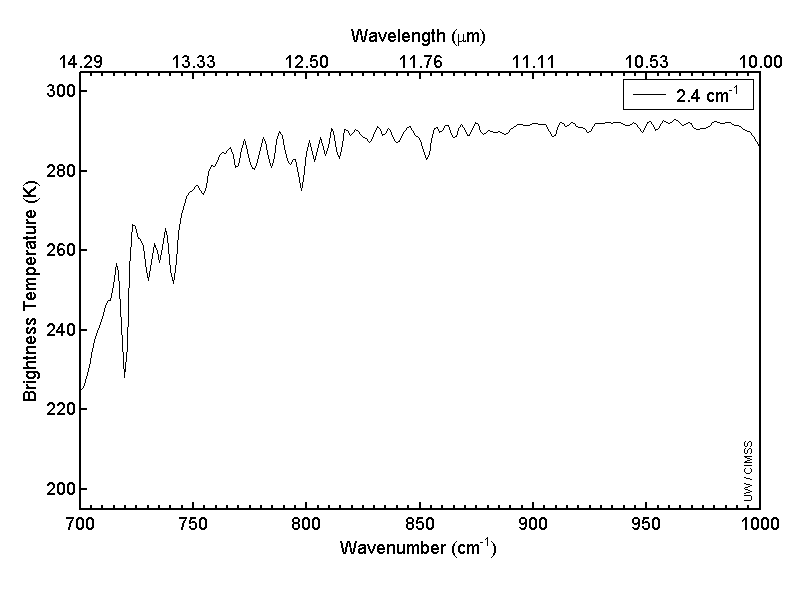 Wavelength (μm)
14.29 13.33 12.50 11.76 11.11 10.53 10.00
2.4 cm⁻¹
300
280
260
240
220
200
Brightness Temperature (K)
UW / CIMSS
700 750 800 850 900 950 1000
Wavenumber (cm⁻¹)